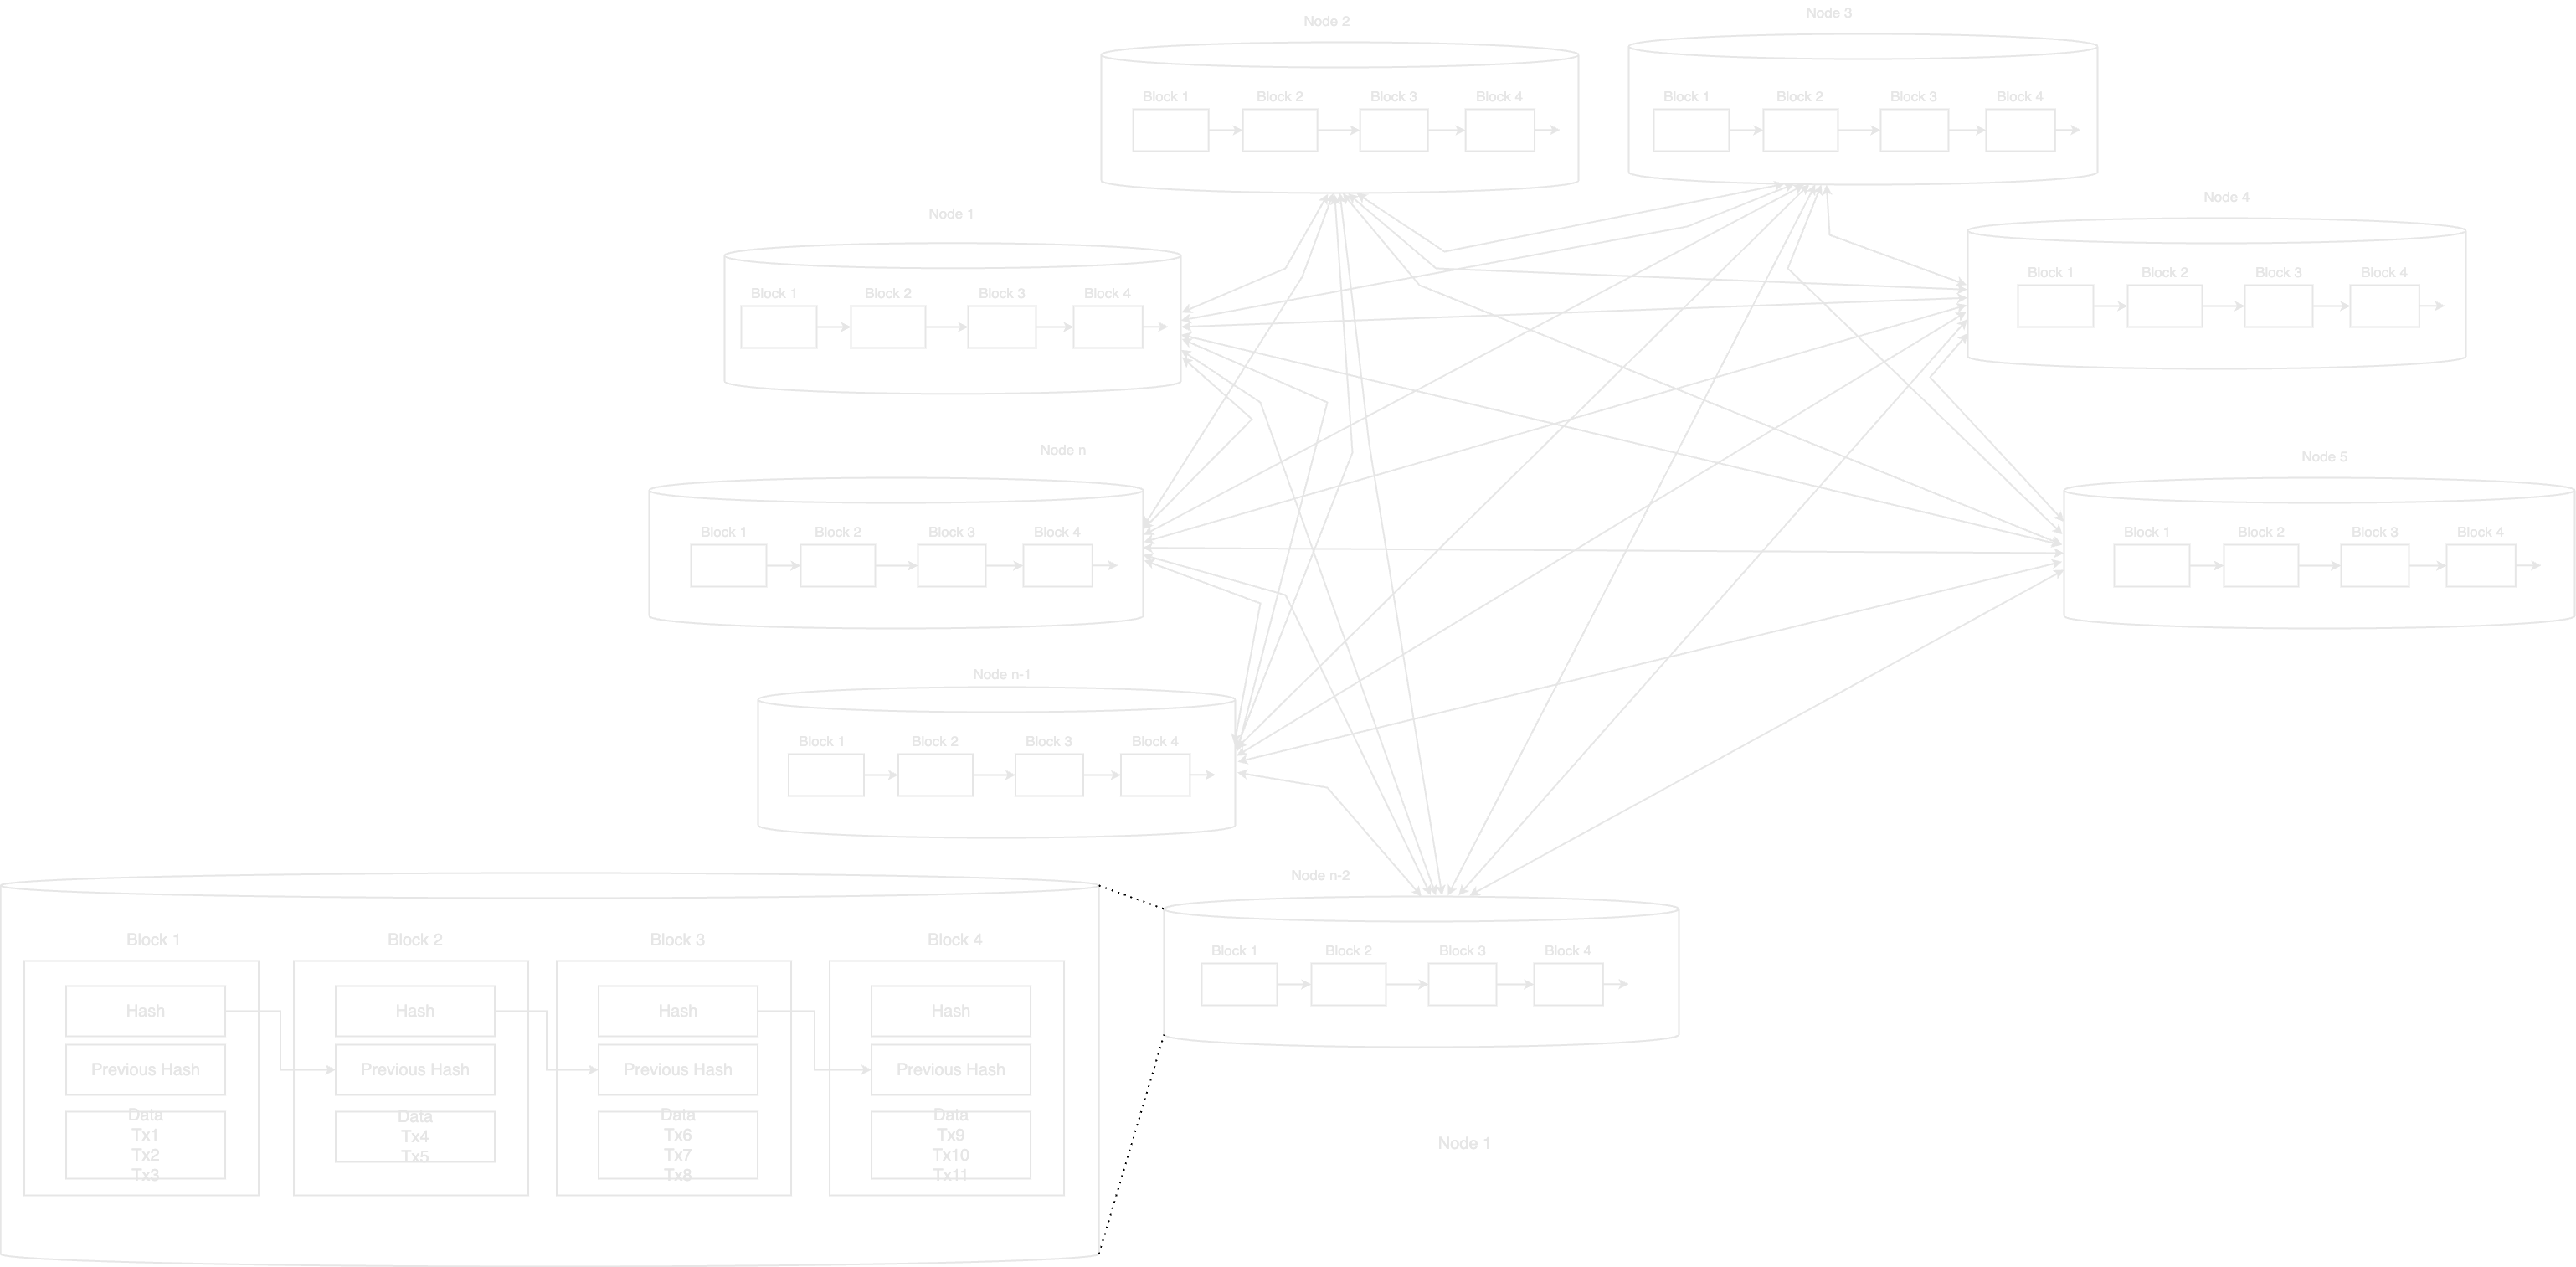 Node 3
Node 2
Block 1
Block 2
Block 3
Block 4
Block 1
Block 2
Block 3
Block 4
Node 4
Node 1
Block 1
Block 2
Block 3
Block 4
Block 1
Block 2
Block 3
Block 4
Node n
Node 5
Block 1
Block 2
Block 3
Block 4
Block 1
Block 2
Block 3
Block 4
Node n-1
Block 1
Block 2
Block 3
Block 4
Node n-2
Block 1
Block 2
Block 3
Block 4
Block 1
Block 2
Block 3
Block 4
Hash
Hash
Hash
Hash
Previous Hash
Previous Hash
Previous Hash
Previous Hash
Data
Tx1
Tx2
Tx3
Data
Tx4
Tx5
Data
Tx6
Tx7
Tx8
Data
Tx9
Tx10
Tx11
Node 1